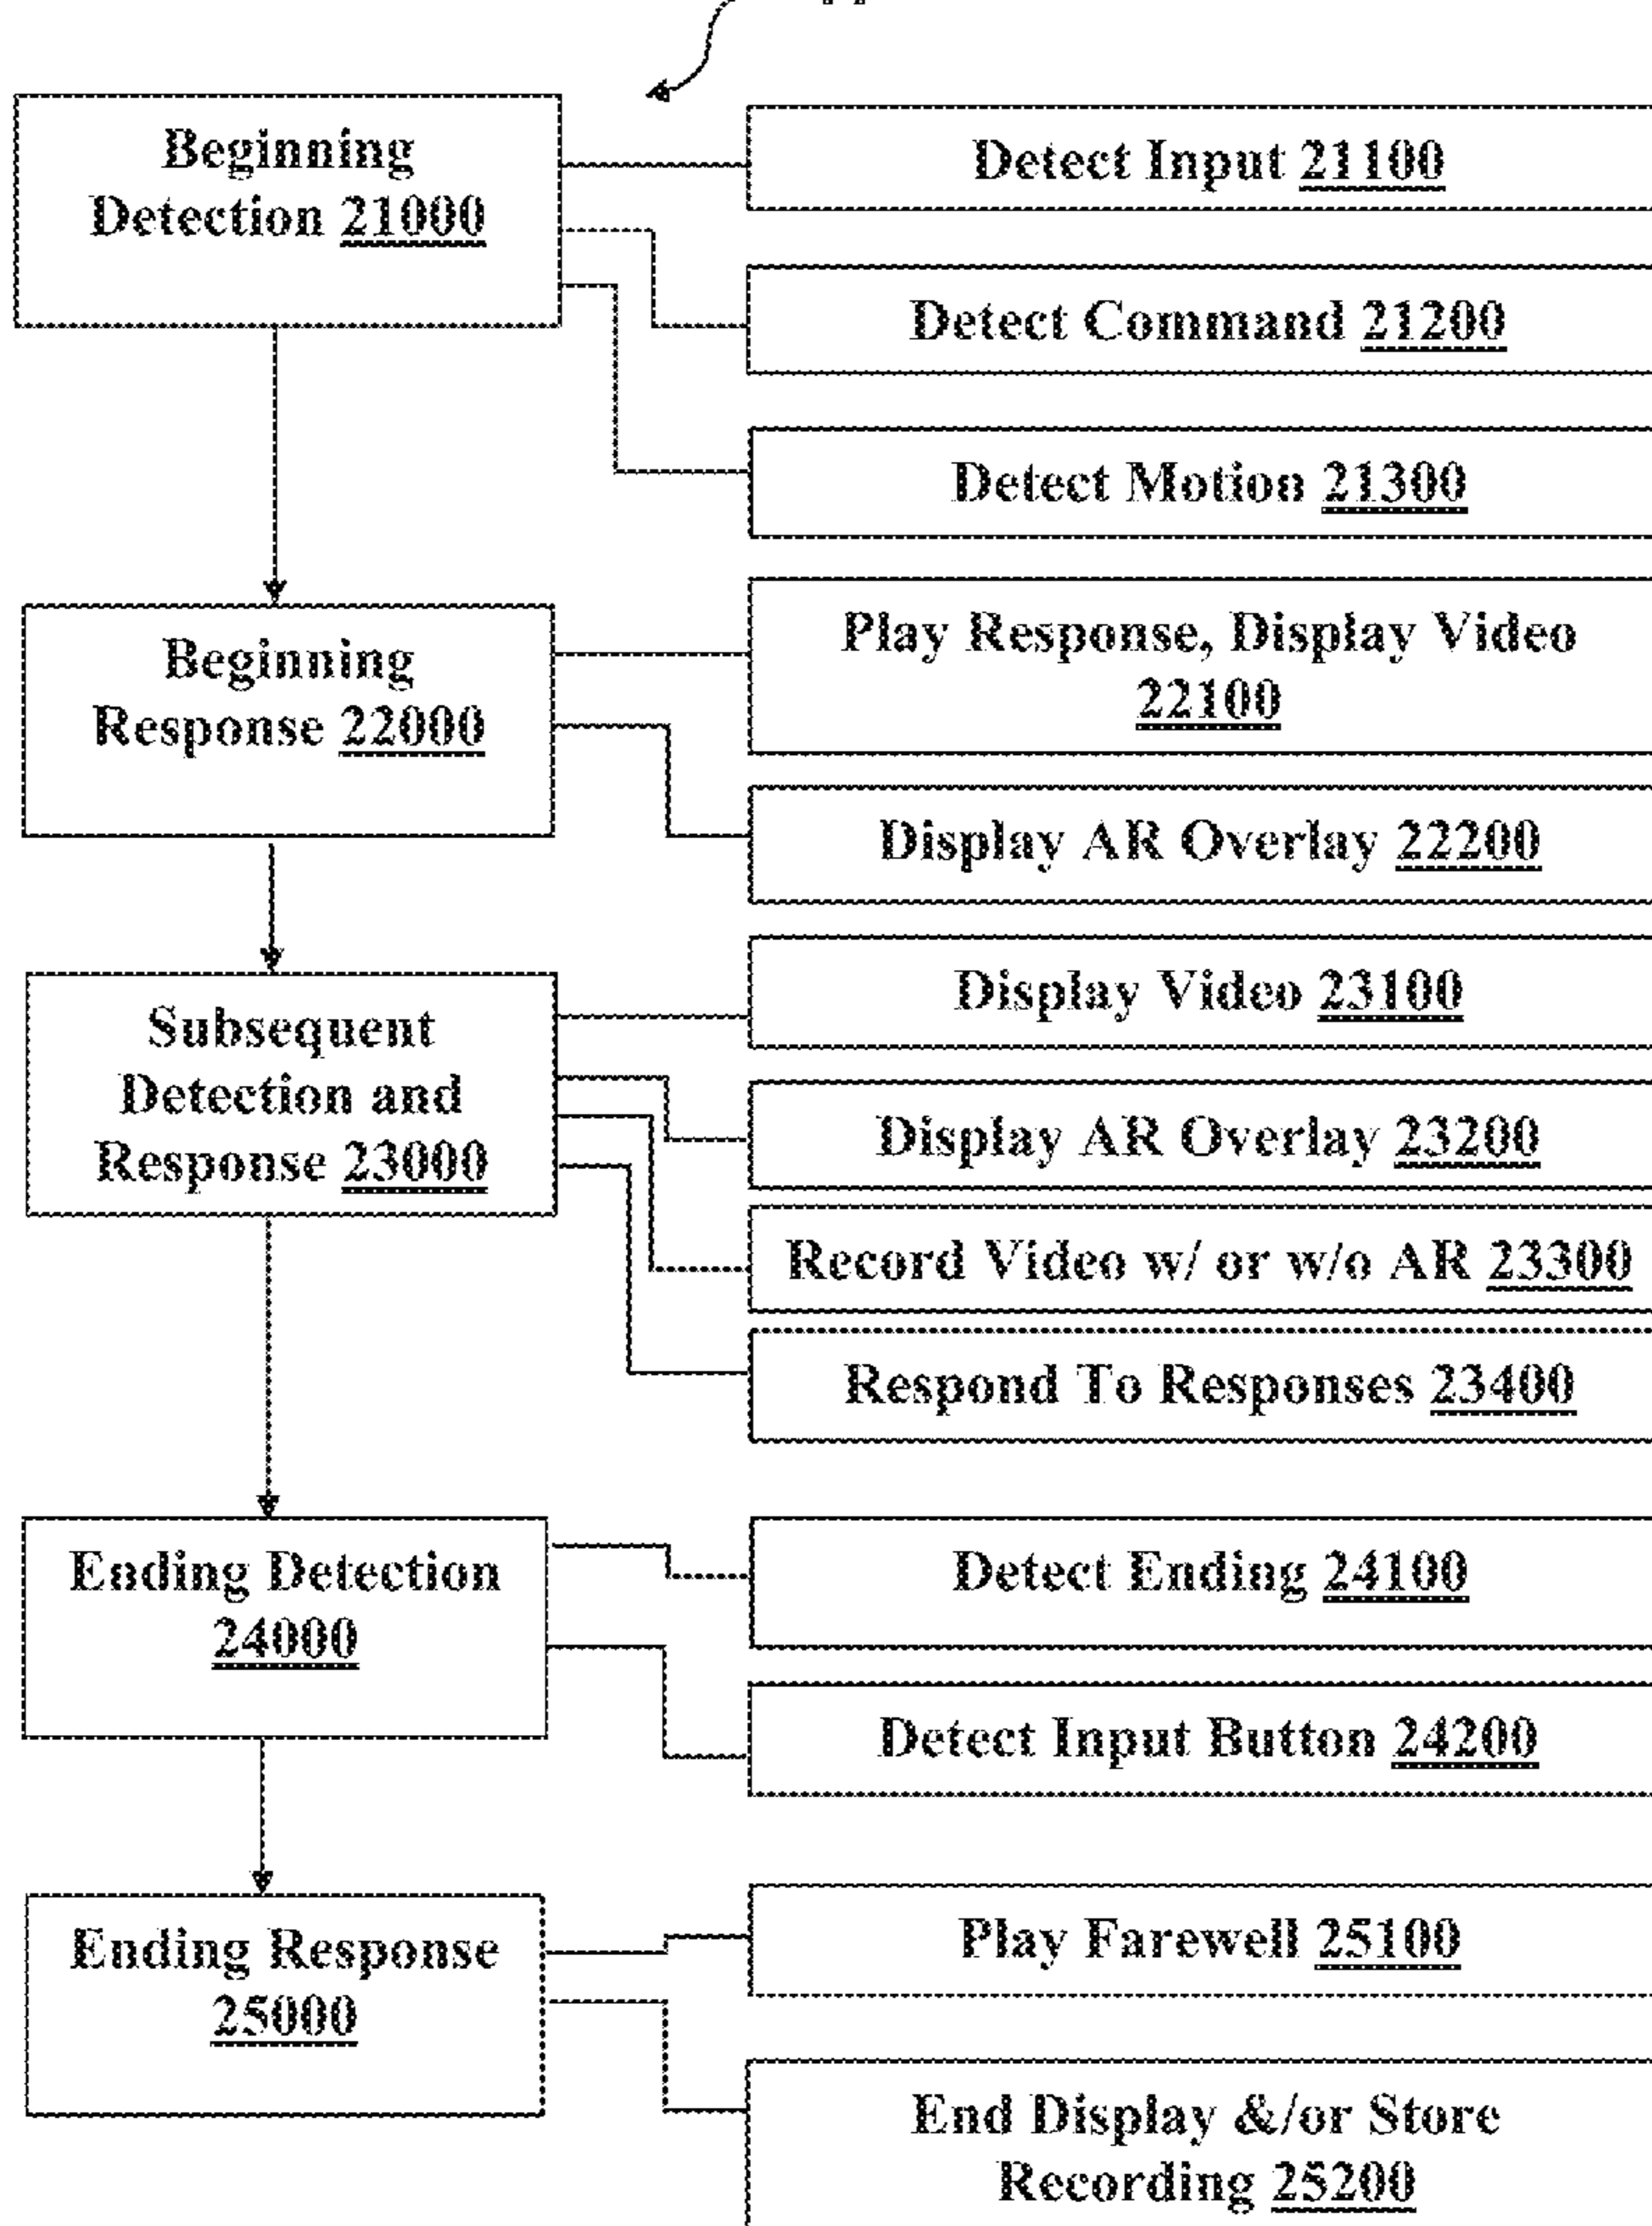 Beginning
Detection 21000
Detect Input 21100
Detect Command 21200
Detect Motion 21300
Beginning
Response 22000
Play Response, Display Video
22100
Display AR Overlay 22200
Subsequent
Detection and
Response 23000
Display Video 23100
Display AR Overlay 23200
Record Video w/ or w/o AR 23300
Respond To Responses 23400
Ending Detection
24000
Detect Ending 24100
Detect Input Button 24200
Ending Response
25000
Play Farewell 25100
End Display &/or Store
Recording 25200